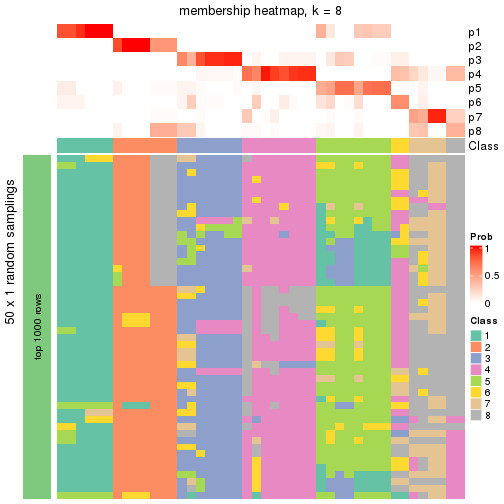 membership heatmap, k = 8
p1
p2
p3
p4
p5
p6
p7
p8
Class
50 x 1 random samplings
top 1000 rows
Prob
1
0.5
0
Class
1
2
3
4
5
6
7
8